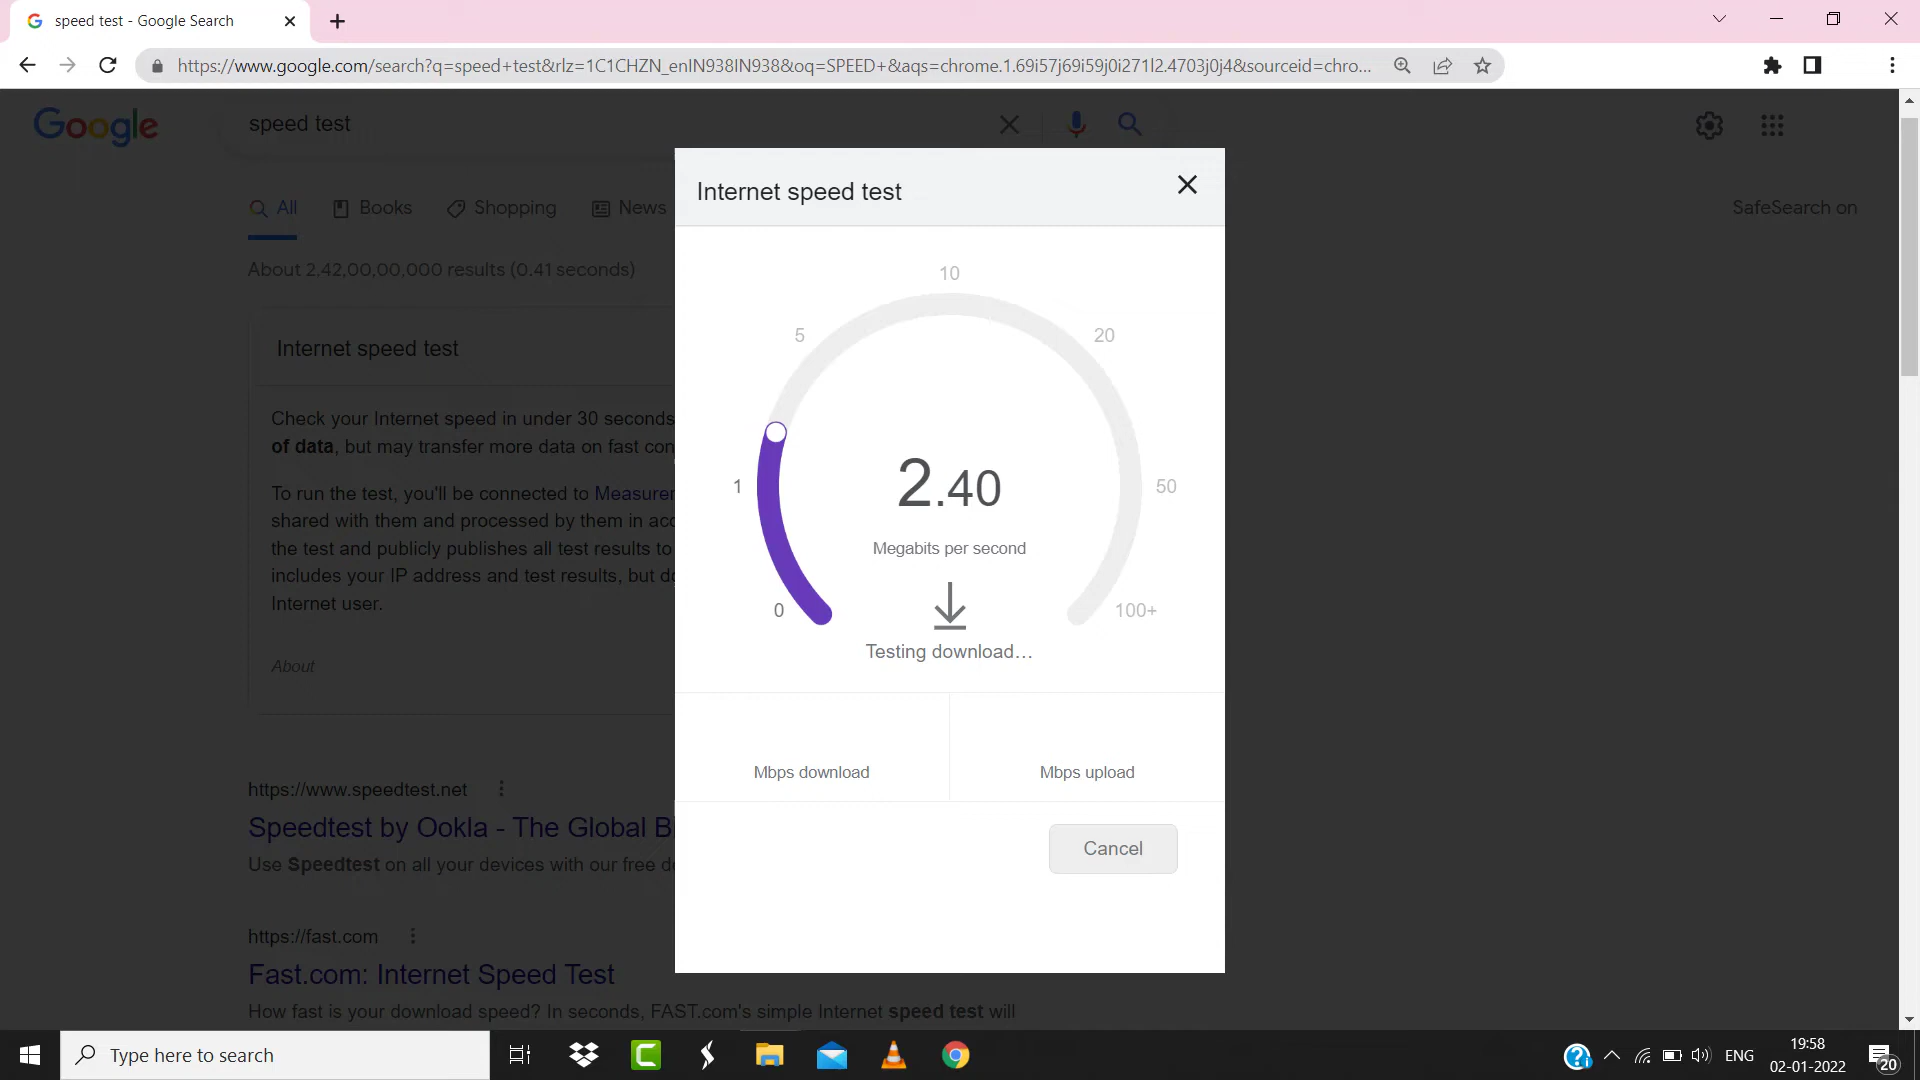 speed test - Google Search
https://www.google.com/search?q=speed+test&rlz=1C1CHZN_enIN938IN938&oq=SPEED+&aqs=chrome.1.69i57j69i59j0i271l2.4703j0j4&sourceid=chro...
Google
speed test
All
Books
Shopping
News
SafeSearch on
About 2,42,00,00,000 results (0.41 seconds)
Internet speed test
Check your Internet speed in under 30 seconds
of data, but may transfer more data on fast con
To run the test, you'll be connected to Measurer
shared with them and processed by them in acc
the test and publicly publishes all test results to
includes your IP address and test results, but do
Internet user.
About
https://www.speedtest.net
Speedtest by Ookla - The Global B
Use Speedtest on all your devices with our free de
https://fast.com
Fast.com: Internet Speed Test
How fast is your download speed? In seconds, FAST.com's simple Internet speed test will
Internet speed test
10
5
20
1
50
2.40
Megabits per second
0
100+
Testing download...
Mbps download
Mbps upload
Cancel
Type here to search
ENG
19:58
02-01-2022
20